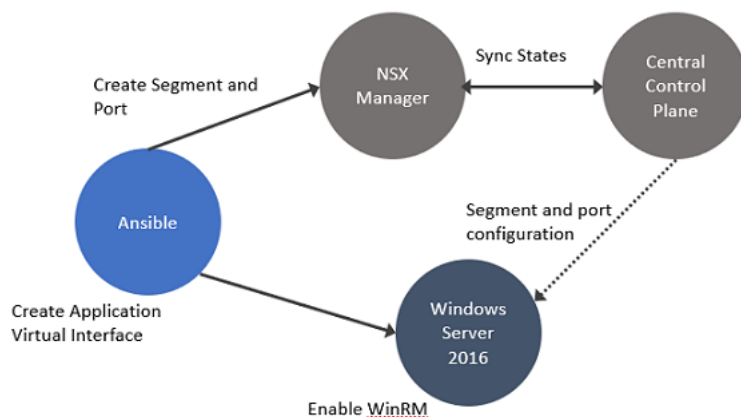 Create Segment and
Port
NSX
Manager
Sync States
Central
Control
Plane
Ansible
Segment and port
configuration
Create Application
Virtual Interface
Windows
Server
2016
Enable WinRM